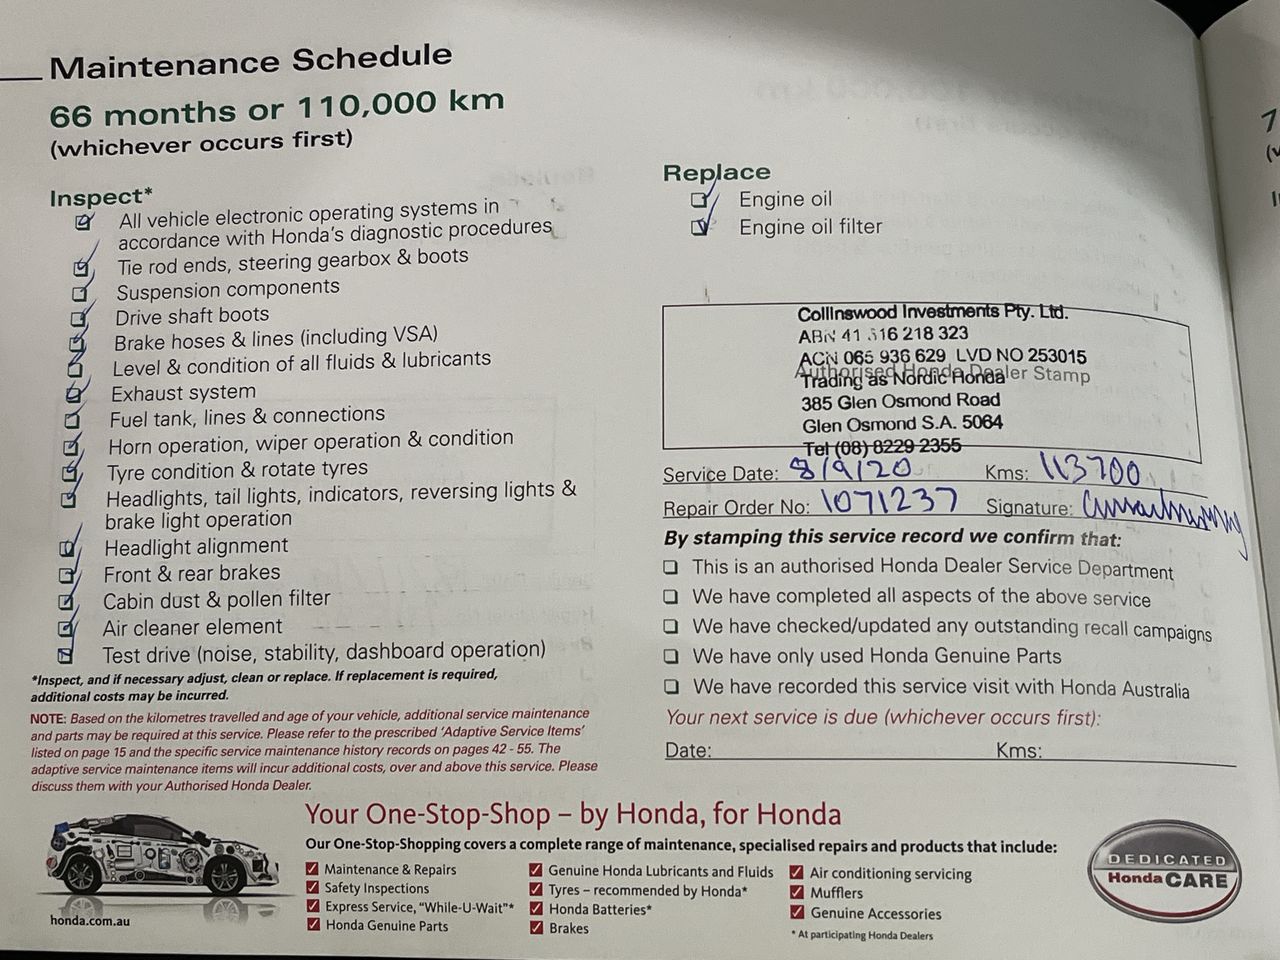 Maintenance Schedule
66 months or 110,000 km
(whichever occurs first)
Inspect*
All vehicle electronic operating systems in
accordance with Honda's diagnostic procedures
Tie rod ends, steering gearbox & boots
Suspension components
Drive shaft boots
Brake hoses & lines (including VSA)
Level & condition of all fluids & lubricants
Exhaust system
Fuel tank, lines & connections
Horn operation, wiper operation & condition
Tyre condition & rotate tyres
Headlights, tail lights, indicators, reversing lights &
brake light operation
Headlight alignment
Front & rear brakes
Cabin dust & pollen filter
Air cleaner element
Test drive (noise, stability, dashboard operation)
*Inspect, and if necessary adjust, clean or replace. If replacement is required,
additional costs may be incurred.
NOTE: Based on the kilometres travelled and age of your vehicle, additional service maintenance
and parts may be required at this service. Please refer to the prescribed 'Adaptive Service Items'
listed on page 15 and the specific service maintenance history records on pages 42 - 55. The
adaptive service maintenance items will incur additional costs, over and above this service. Please
discuss them with your Authorised Honda Dealer.
Replace
Engine oil
Engine oil filter
Collinswood Investments Pty. Ltd.
ABN 41 516 218 323
ACN 065 936 629 LVD NO 253015
Authorised Honda Dealer Stamp
Trading as Nordic Honda
385 Glen Osmond Road
Glen Osmond S.A. 5064
Tel (08) 8229 2355
Service Date: 8/9/20 Kms: 113700
Repair Order No: 1071237 Signature:
By stamping this service record we confirm that:
This is an authorised Honda Dealer Service Department
We have completed all aspects of the above service
We have checked/updated any outstanding recall campaigns
We have only used Honda Genuine Parts
We have recorded this service visit with Honda Australia
Your next service is due (whichever occurs first):
Date: Kms:
Your One-Stop-Shop – by Honda, for Honda
Our One-Stop-Shopping covers a complete range of maintenance, specialised repairs and products that include:
Maintenance & Repairs
Safety Inspections
Express Service, "While-U-Wait"*
Honda Genuine Parts
Genuine Honda Lubricants and Fluids
Tyres – recommended by Honda*
Honda Batteries*
Brakes
Air conditioning servicing
Mufflers
Genuine Accessories
* At participating Honda Dealers
honda.com.au
DEDICATED
Honda CARE